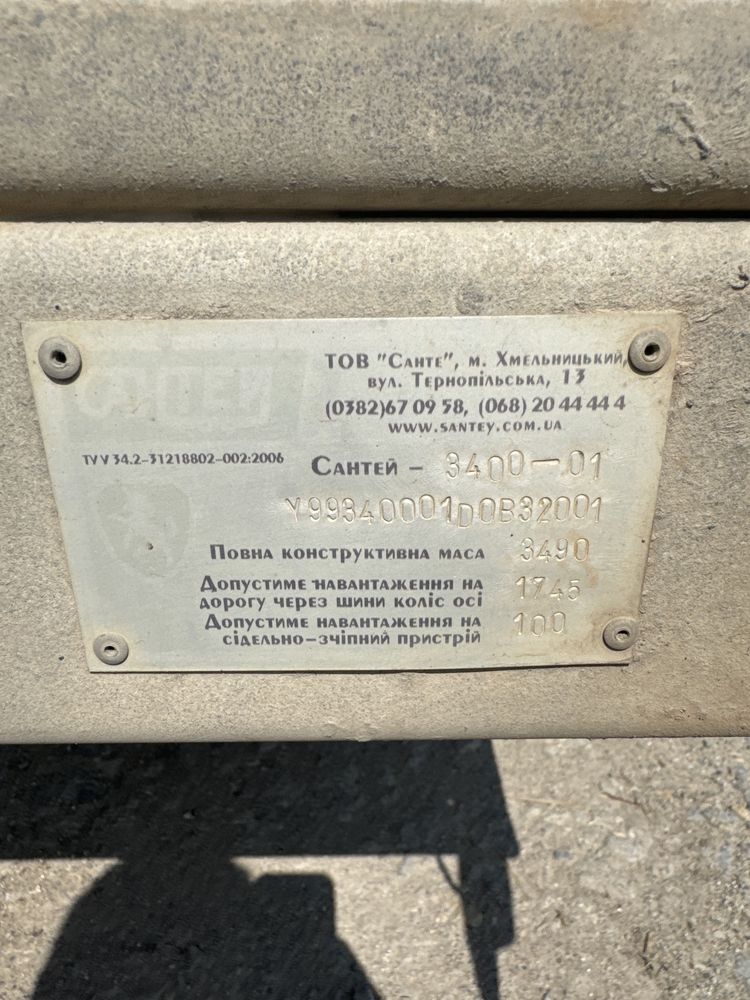 ТОВ "Санте", м. Хмельницький,
вул. Тернопільська, 13
(0382)67 09 58, (068) 20 44 44 4
WWW.SANTEY.COM.UA
ТУ V 34.2-31218802-002:2006
Сантей – 3400-01
Y99340001D0B32001
Повна конструктивна маса 3490
Допустиме навантаження на
дорогу через шини коліс осі 1745
Допустиме навантаження на
сідельно-зчіпний пристрій 100